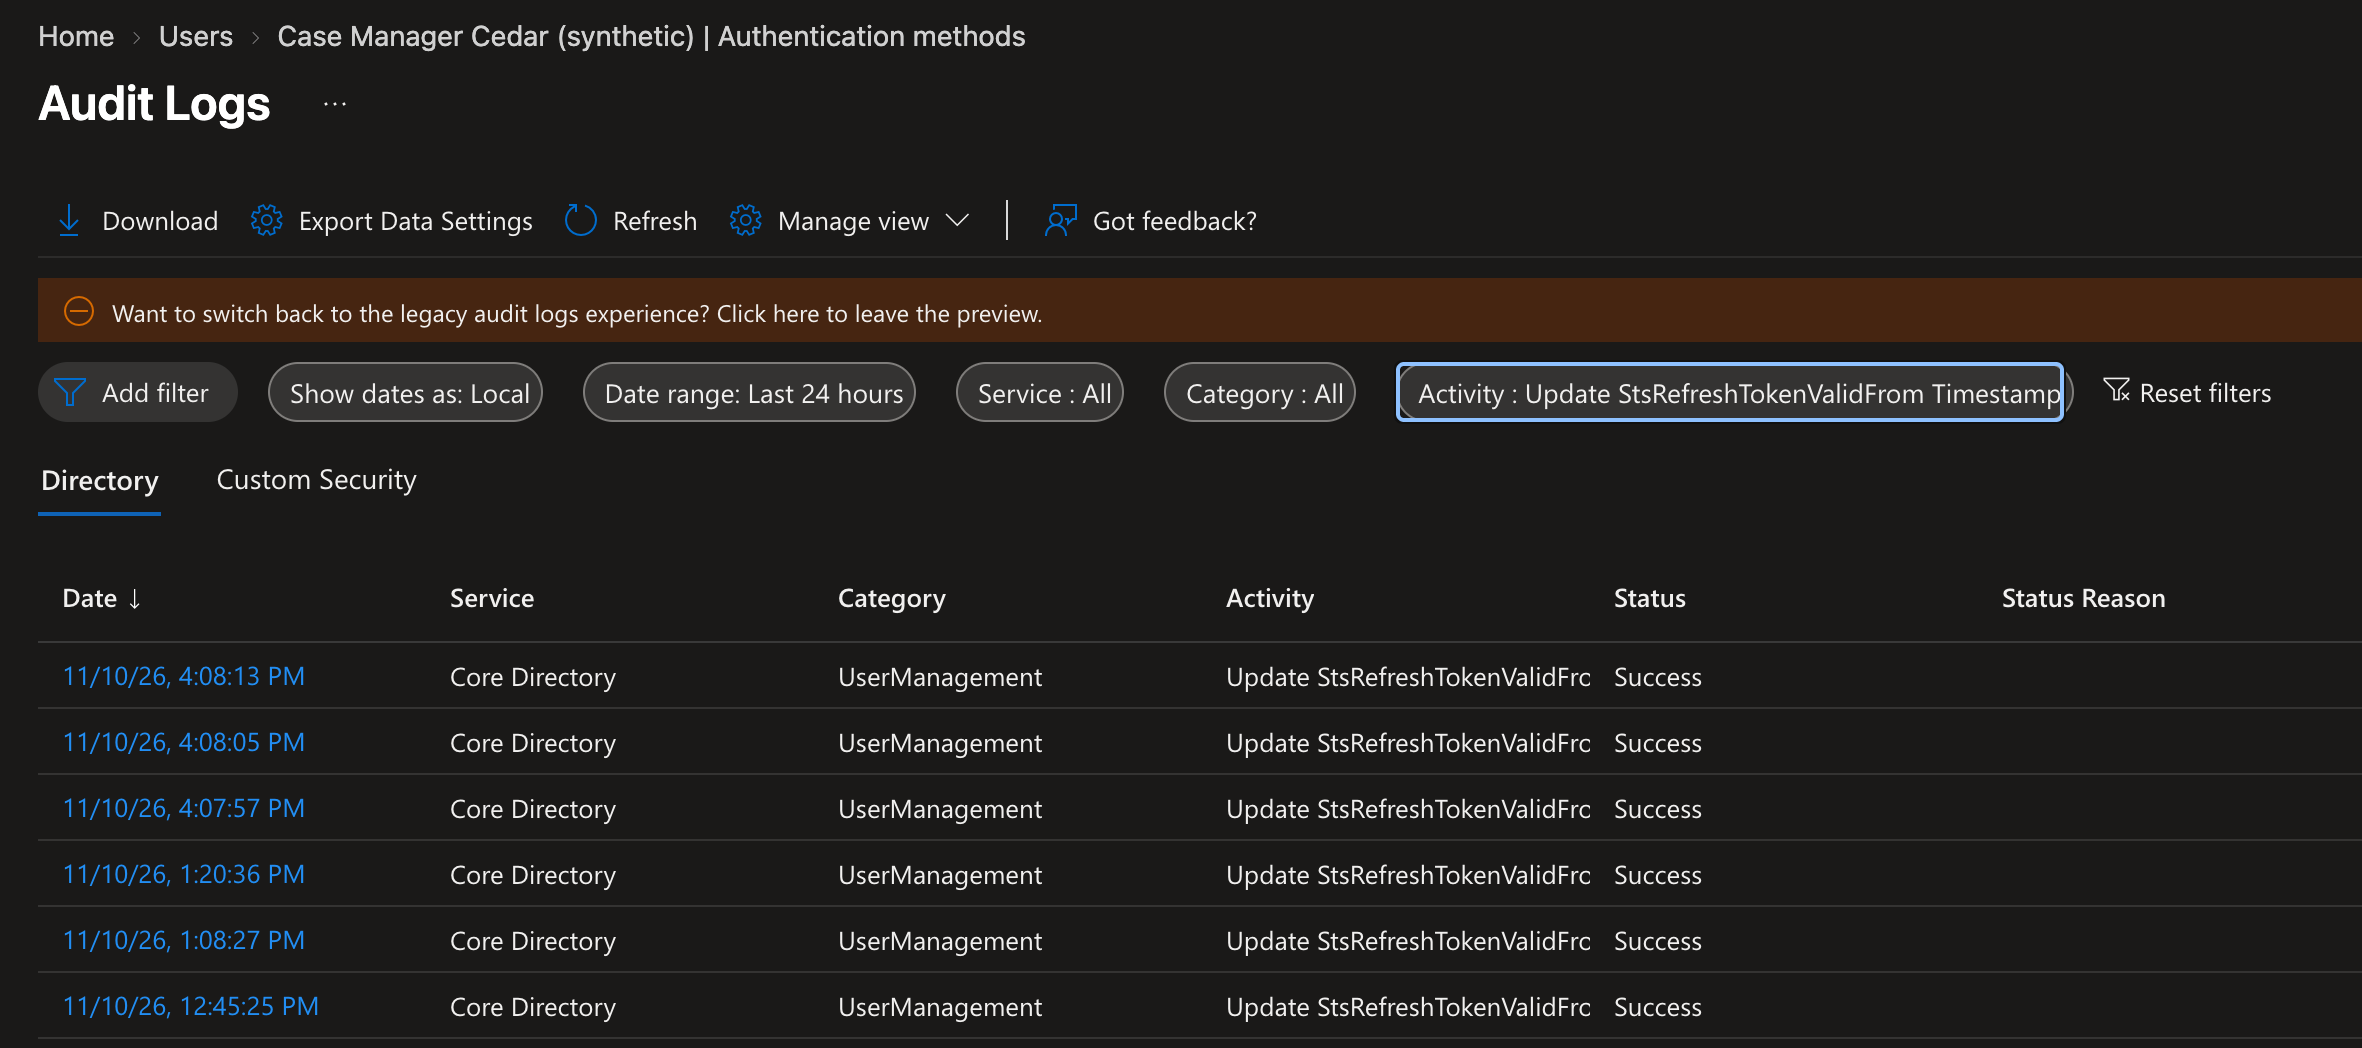 Home > Users > Case Manager Cedar (synthetic) | Authentication methods
Audit Logs ...
Download Export Data Settings Refresh Manage view Got feedback?
Want to switch back to the legacy audit logs experience? Click here to leave the preview.
Add filter Show dates as: Local Date range: Last 24 hours Service : All Category : All Activity : Update StsRefreshTokenValidFrom Timestamp Reset filters
Directory Custom Security
Date ↓ Service Category Activity Status Status Reason
11/10/26, 4:08:13 PM Core Directory UserManagement Update StsRefreshTokenValidFro Success
11/10/26, 4:08:05 PM Core Directory UserManagement Update StsRefreshTokenValidFro Success
11/10/26, 4:07:57 PM Core Directory UserManagement Update StsRefreshTokenValidFro Success
11/10/26, 1:20:36 PM Core Directory UserManagement Update StsRefreshTokenValidFro Success
11/10/26, 1:08:27 PM Core Directory UserManagement Update StsRefreshTokenValidFro Success
11/10/26, 12:45:25 PM Core Directory UserManagement Update StsRefreshTokenValidFro Success